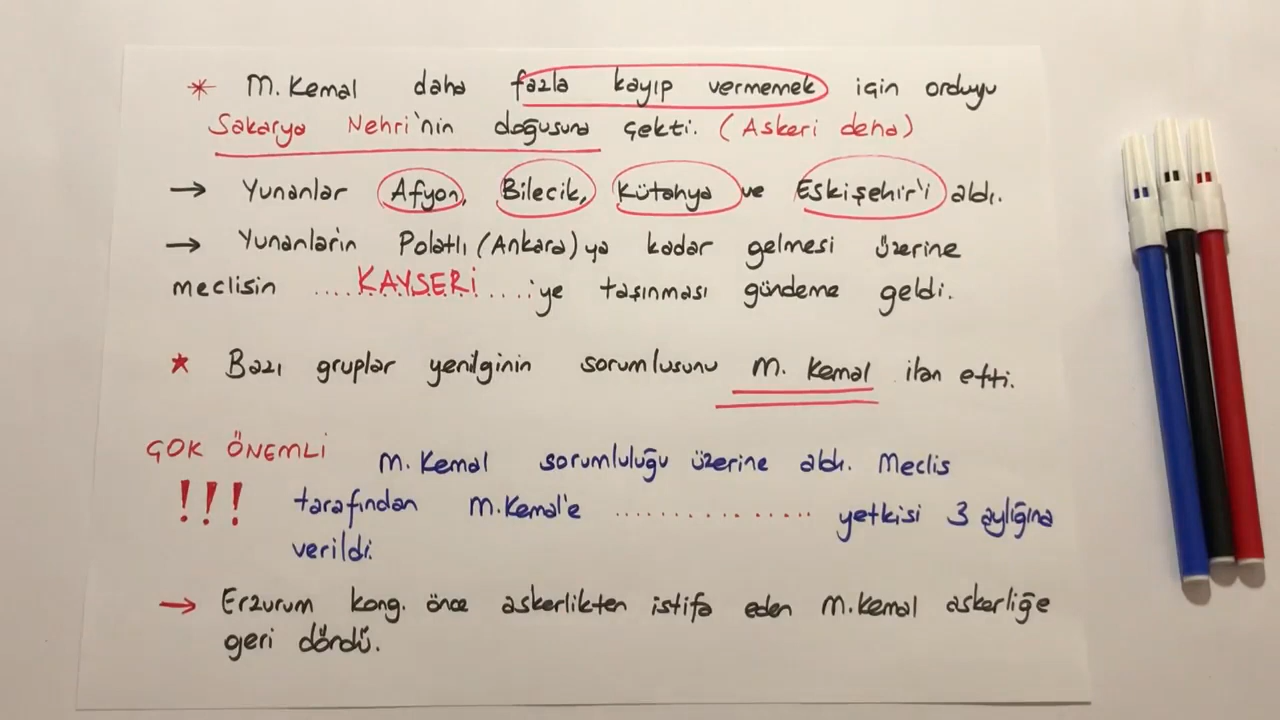 * M. Kemal daha fazla kayıp vermemek için orduyu
Sakarya Nehri'nin doğusuna çekti. (Askeri deha)
→ Yunanlar Afyon, Bilecik, Kütahya ve Eskişehir'i aldı.
→ Yunanların Polatlı (Ankara)ya kadar gelmesi üzerine
meclisin ....KAYSERİ....'ye taşınması gündeme geldi.
★ Bazı gruplar yenilginin sorumlusunu M. Kemal ilan etti.
ÇOK ÖNEMLİ
!!!
M. Kemal sorumluluğu üzerine aldı. Meclis
tarafından M.Kemal'e .............. yetkisi 3 aylığına
verildi.
→ Erzurum kong. önce askerlikten istifa eden M.Kemal askerliğe
geri döndü.